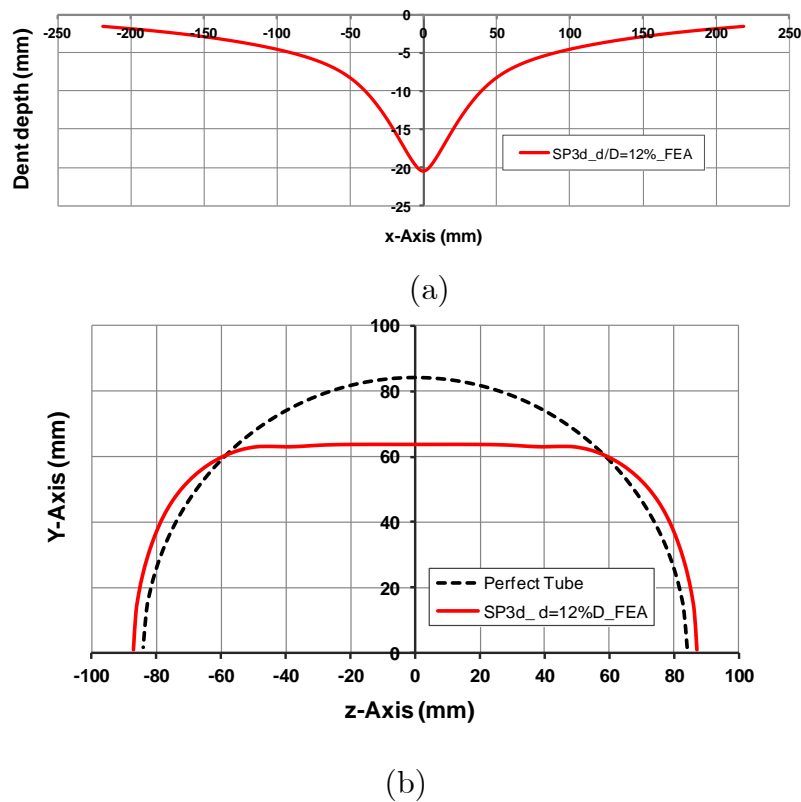 0
-250 -200 -150 -100 -50 0 50 100 150 200 250
-5
-10
-15
-20
-25
Dent depth (mm)
SP3d_d/D=12%_FEA
x-Axis (mm)
(a)
100
80
60
40
20
0
Y-Axis (mm)
Perfect Tube
SP3d_ d=12%D_FEA
-100 -80 -60 -40 -20 0 20 40 60 80 100
z-Axis (mm)
(b)